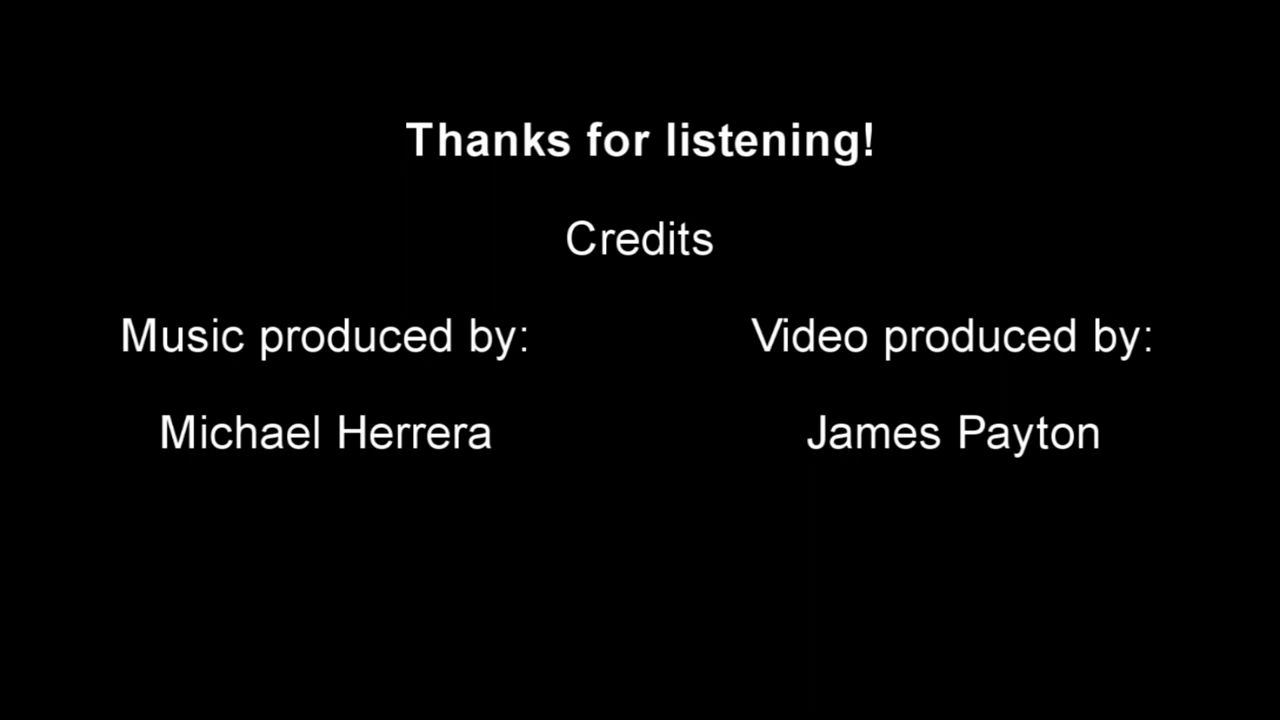 Thanks for listening!
Credits
Music produced by:
Video produced by:
Michael Herrera
James Payton